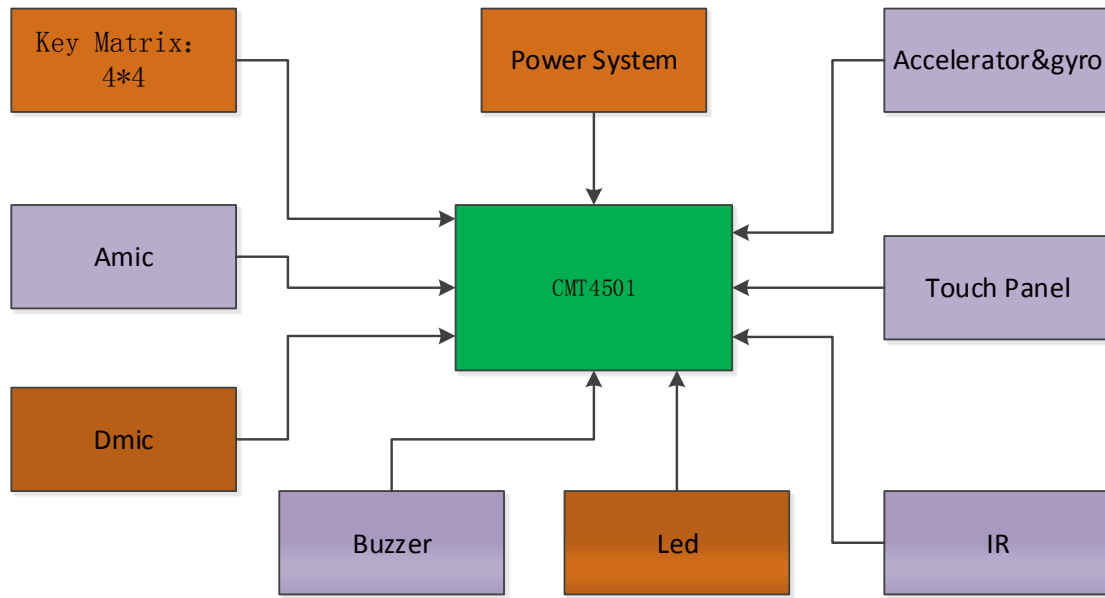 Key Matrix：
4*4
Power System
Accelerator&gyro
Amic
CMT4501
Touch Panel
Dmic
Buzzer
Led
IR